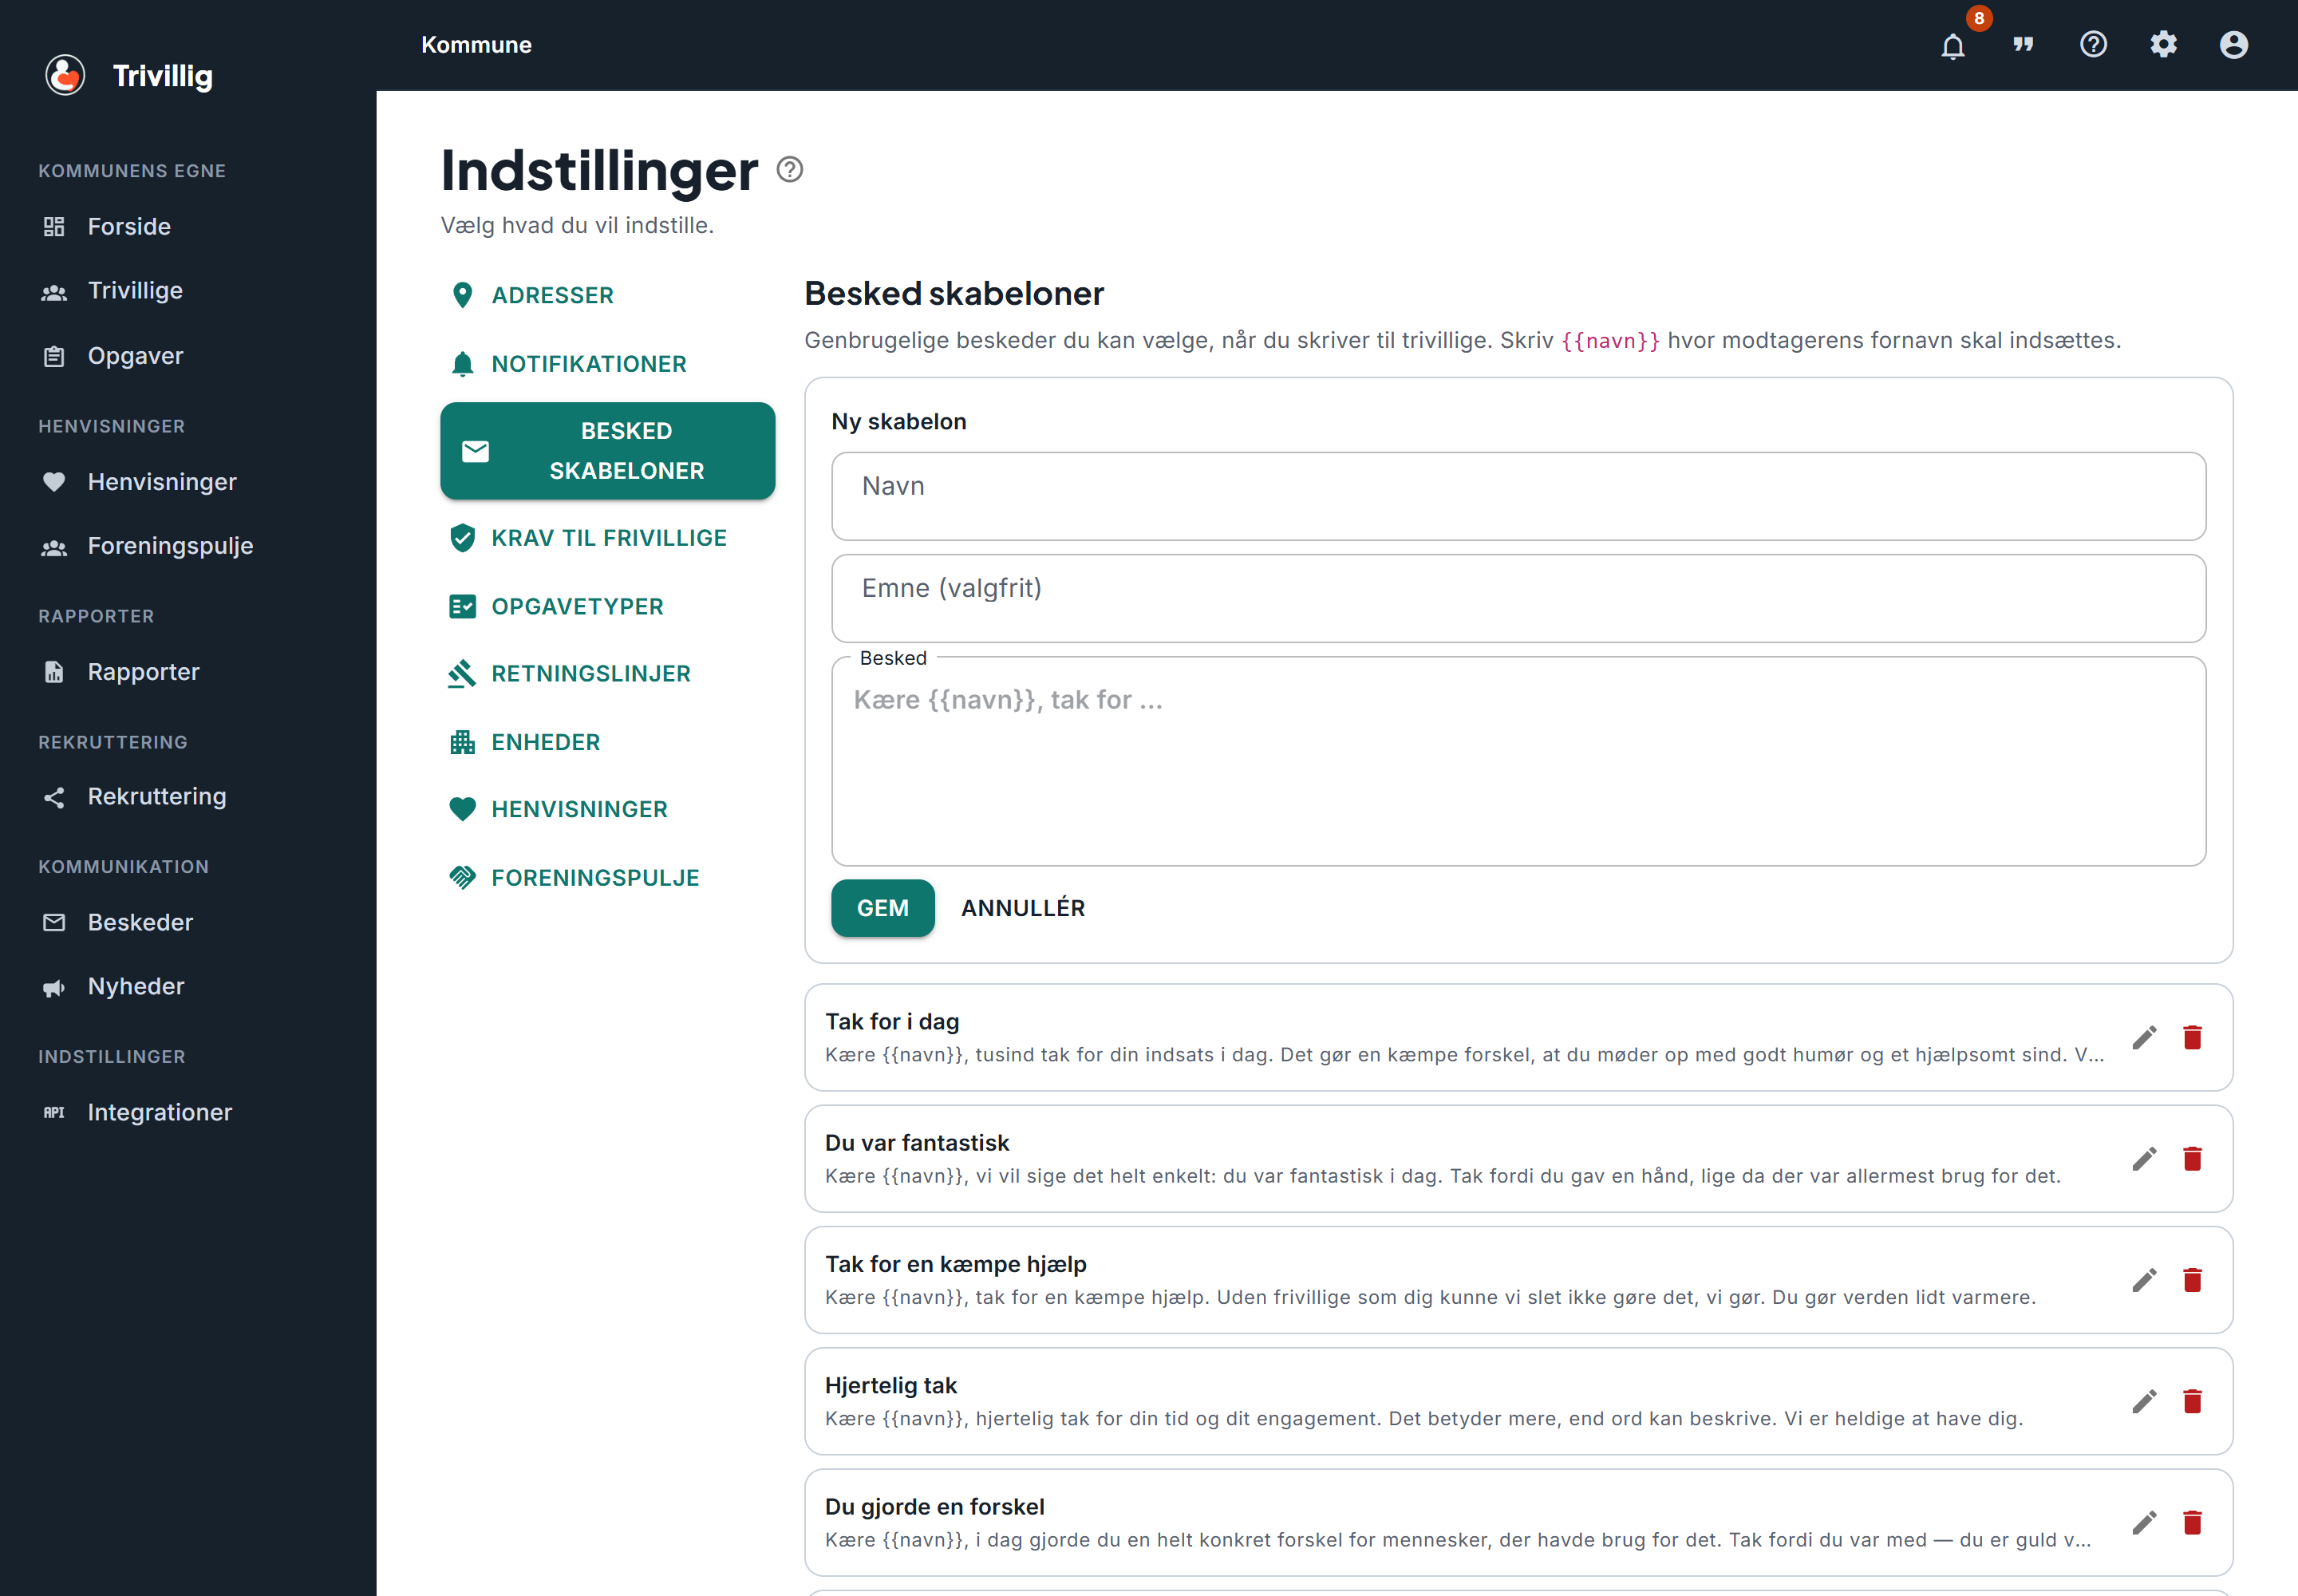 Trivillig
Kommune
8
KOMMUNENS EGNE
Forside
Trivillige
Opgaver
HENVISNINGER
Henvisninger
Foreningspulje
RAPPORTER
Rapporter
REKRUTTERING
Rekruttering
KOMMUNIKATION
Beskeder
Nyheder
INDSTILLINGER
API Integrationer
Indstillinger
Vælg hvad du vil indstille.
ADRESSER
NOTIFIKATIONER
BESKED
SKABELONER
KRAV TIL FRIVILLIGE
OPGAVETYPER
RETNINGSLINJER
ENHEDER
HENVISNINGER
FORENINGSPULJE
Besked skabeloner
Genbrugelige beskeder du kan vælge, når du skriver til trivillige. Skriv {{navn}} hvor modtagerens fornavn skal indsættes.
Ny skabelon
Navn
Emne (valgfrit)
Besked
Kære {{navn}}, tak for ...
GEM
ANNULLÉR
Tak for i dag
Kære {{navn}}, tusind tak for din indsats i dag. Det gør en kæmpe forskel, at du møder op med godt humør og et hjælpsomt sind. V...
Du var fantastisk
Kære {{navn}}, vi vil sige det helt enkelt: du var fantastisk i dag. Tak fordi du gav en hånd, lige da der var allermest brug for det.
Tak for en kæmpe hjælp
Kære {{navn}}, tak for en kæmpe hjælp. Uden frivillige som dig kunne vi slet ikke gøre det, vi gør. Du gør verden lidt varmere.
Hjertelig tak
Kære {{navn}}, hjertelig tak for din tid og dit engagement. Det betyder mere, end ord kan beskrive. Vi er heldige at have dig.
Du gjorde en forskel
Kære {{navn}}, i dag gjorde du en helt konkret forskel for mennesker, der havde brug for det. Tak fordi du var med — du er guld v...